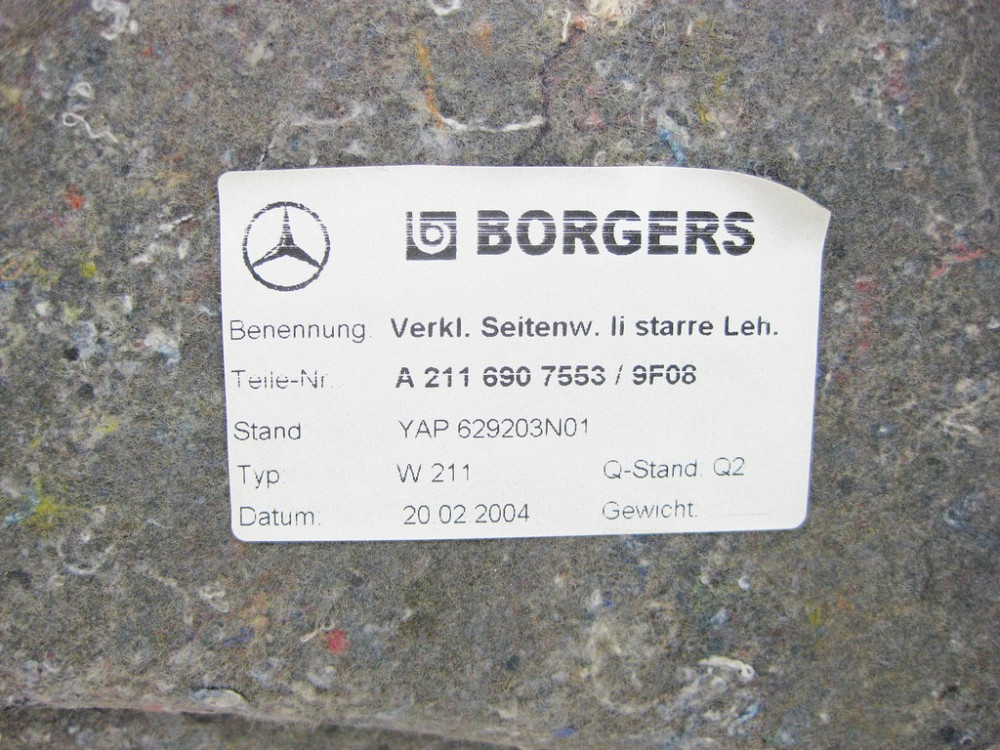 BORGERS
Benennung: Verkl. Seitenw. li starre Leh.
Teile-Nr. A 211 690 7553 / 9F08
Stand YAP 629203N01
Typ: W 211 Q-Stand: Q2
Datum: 20.02.2004 Gewicht: